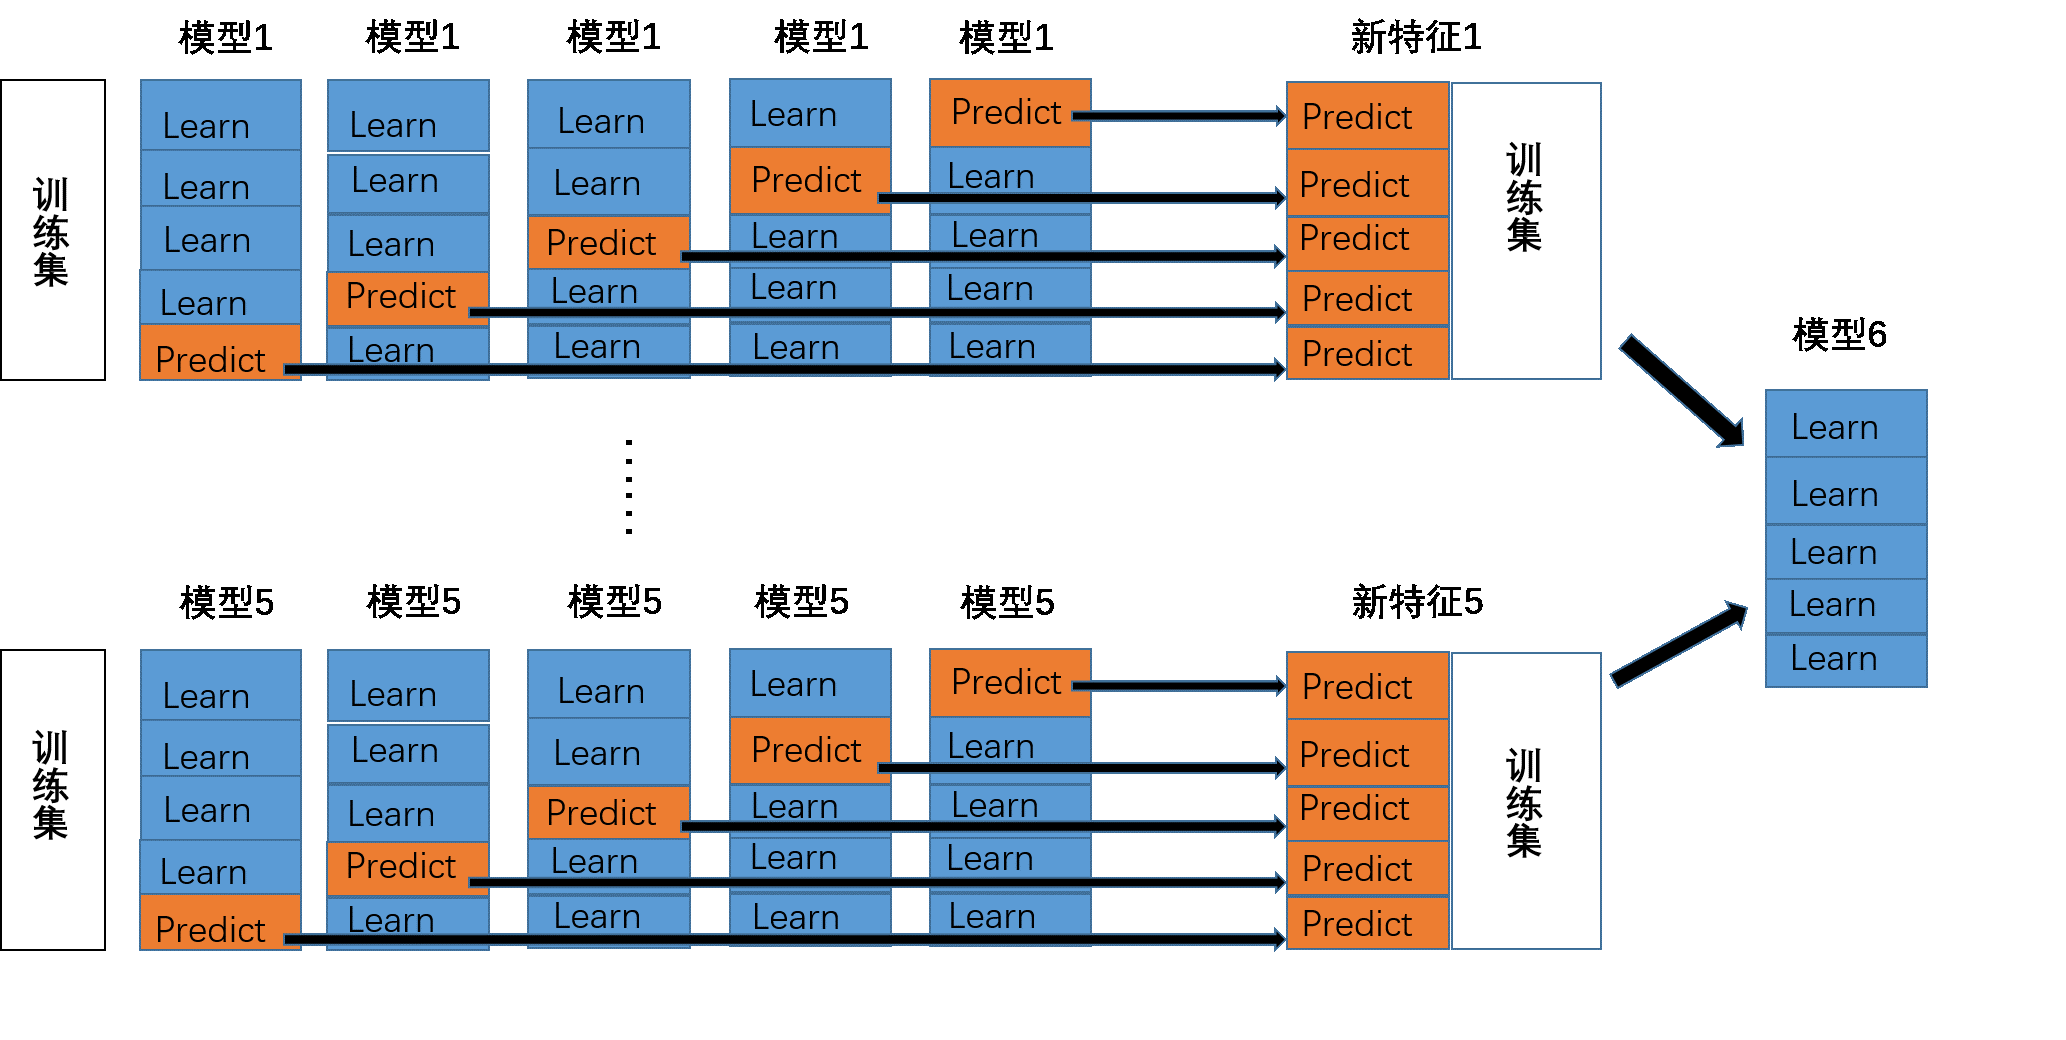 模型1 模型1 模型1 模型1 模型1 新特征1
训练集
Learn Learn Learn Learn Predict Predict
Learn Learn Learn Predict Learn Predict
Learn Learn Predict Learn Learn Predict
Learn Predict Learn Learn Learn Predict
Predict Learn Learn Learn Learn Predict
训练集
......
模型5 模型5 模型5 模型5 模型5 新特征5
训练集
Learn Learn Learn Learn Predict Predict
Learn Learn Learn Predict Learn Predict
Learn Learn Predict Learn Learn Predict
Learn Predict Learn Learn Learn Predict
Predict Learn Learn Learn Learn Predict
训练集
模型6
Learn
Learn
Learn
Learn
Learn